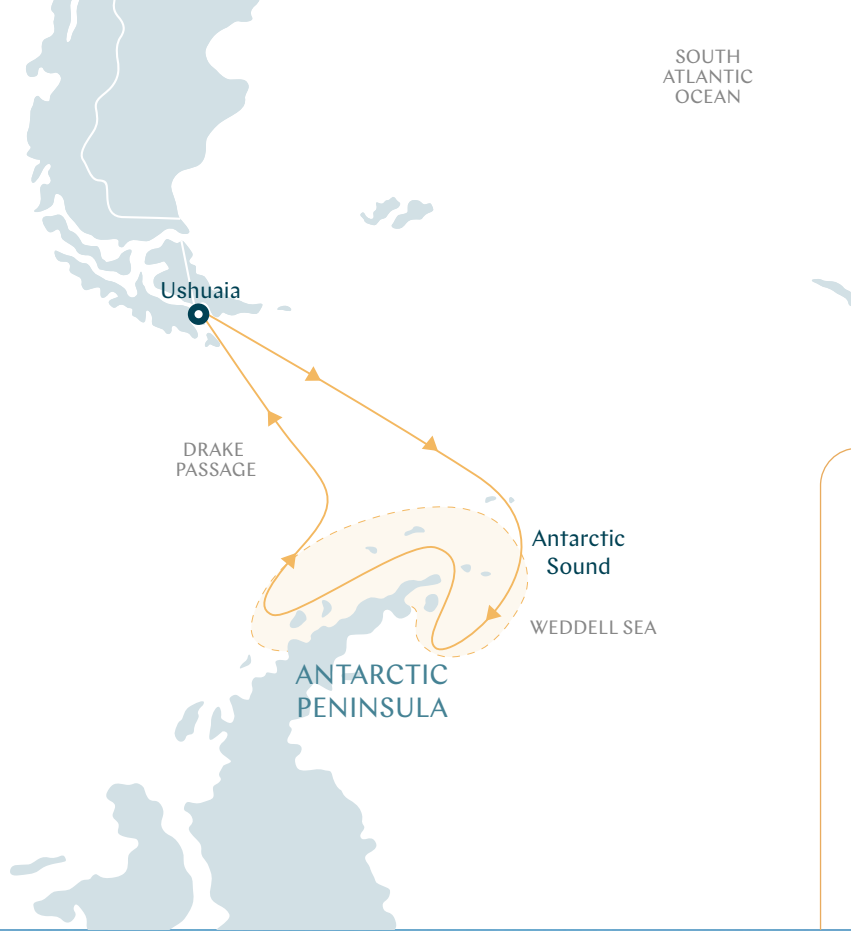 SOUTH
ATLANTIC
OCEAN
Ushuaia
DRAKE
PASSAGE
Antarctic
Sound
WEDDELL SEA
ANTARCTIC
PENINSULA